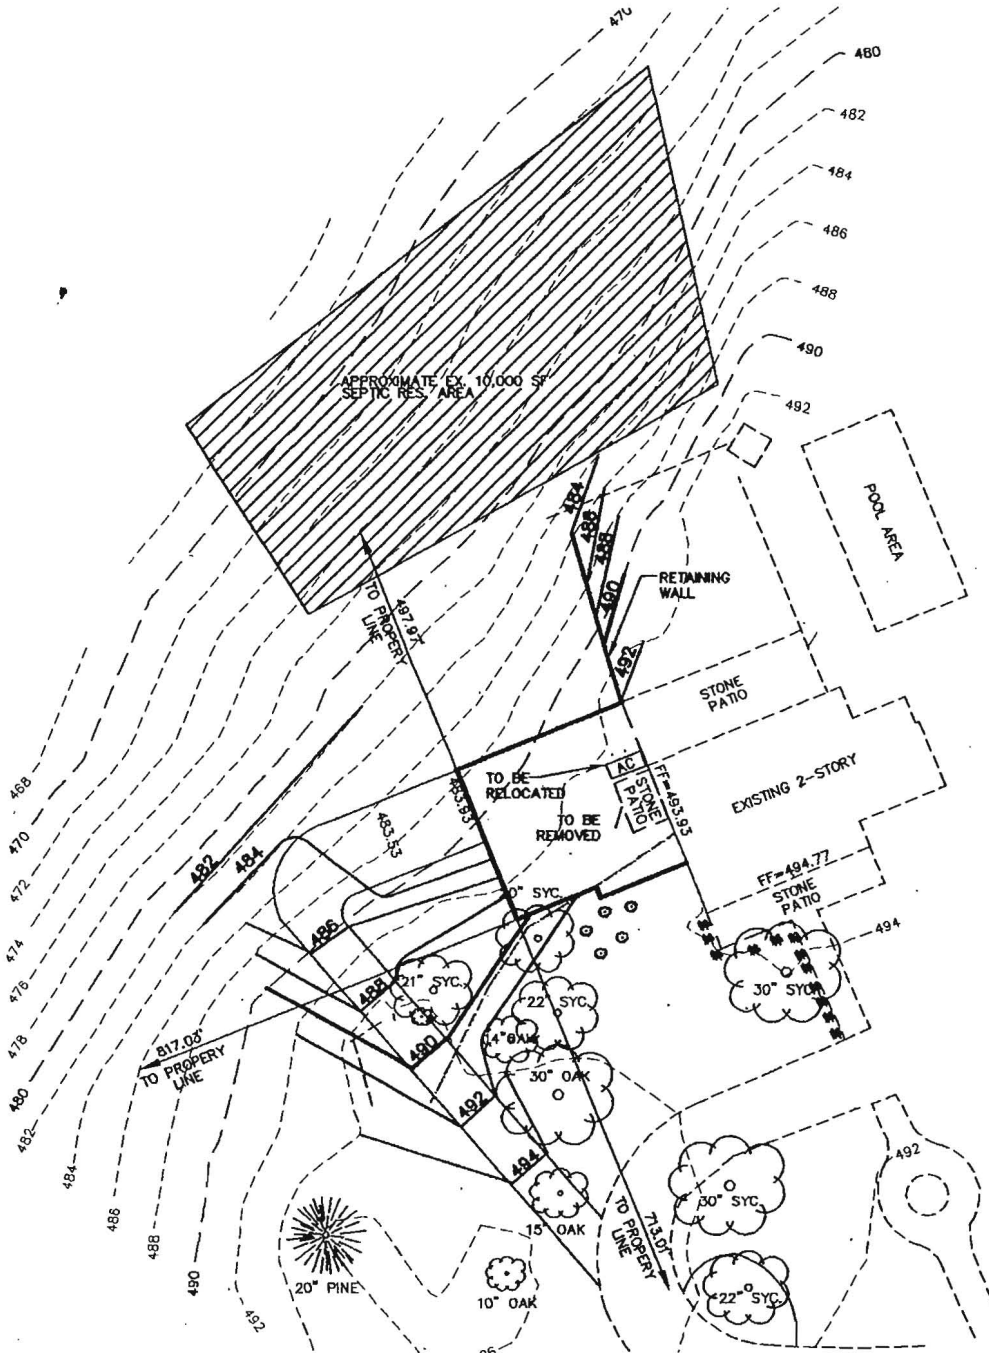 470
480
482
484
486
488
490
492
APPROXIMATE EX. 10,000 SF
SEPTIC RES. AREA
POOL AREA
484
486
488
490
492
RETAINING
WALL
497.97'
TO PROPERY
LINE
STONE
PATIO
AC
TO BE
RELOCATED
STONE
PATIO
TO BE
REMOVED
FF=493.93
EXISTING 2-STORY
483.93
483.53
FF=494.77
STONE
PATIO
494
482
484
486
488
490
492
494
0" SYC.
21" SYC.
22" SYC.
14" OAK
30" OAK
30" SYC.
817.03'
TO PROPERY
LINE
468
470
472
474
476
478
480
482
484
486
488
490
492
15" OAK
713.01'
TO PROPERY
LINE
30" SYC.
492
20" PINE
10" OAK
22" SYC.